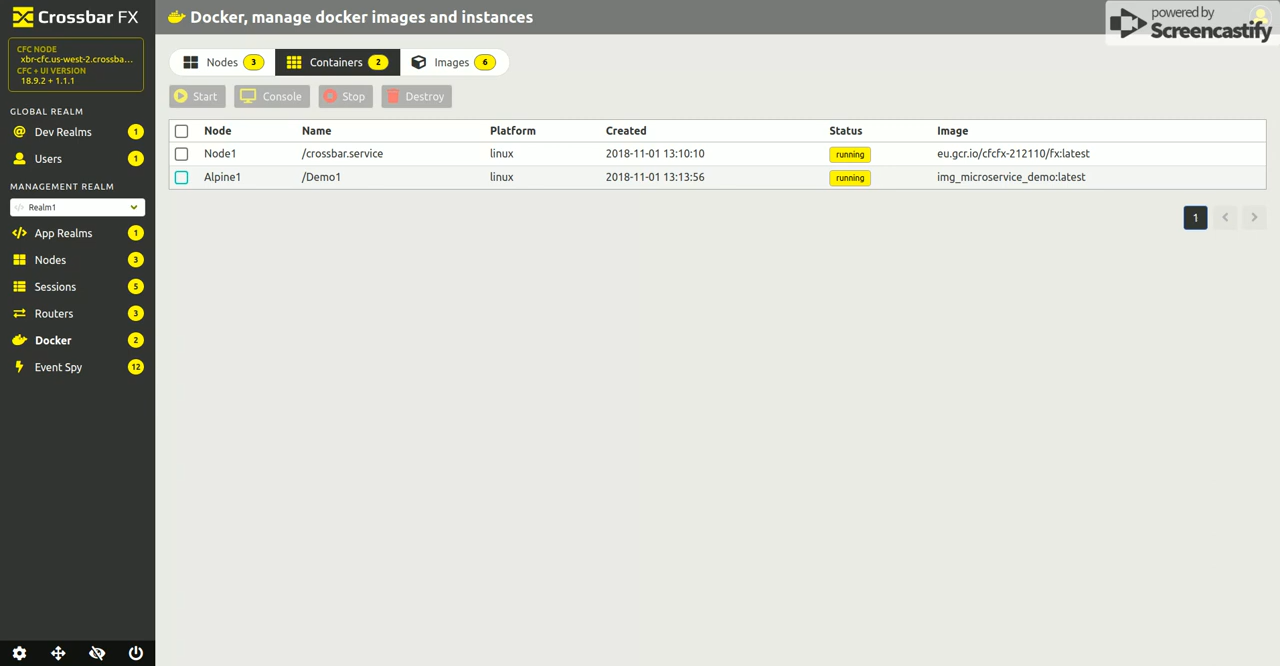 Crossbar FX
Docker, manage docker images and instances
powered by
Screencastify
CFC NODE
xbr-cfc.us-west-2.crossba...
CFC + UI VERSION
18.9.2 + 1.1.1
Nodes 3
Containers 2
Images 6
Start
Console
Stop
Destroy
GLOBAL REALM
Dev Realms 1
Users 1
MANAGEMENT REALM
Realm1
App Realms 1
Nodes 3
Sessions 5
Routers 3
Docker 2
Event Spy 12
Node Name Platform Created Status Image
Node1 /crossbar.service linux 2018-11-01 13:10:10 running eu.gcr.io/cfcfx-212110/fx:latest
Alpine1 /Demo1 linux 2018-11-01 13:13:56 running img_microservice_demo:latest
1